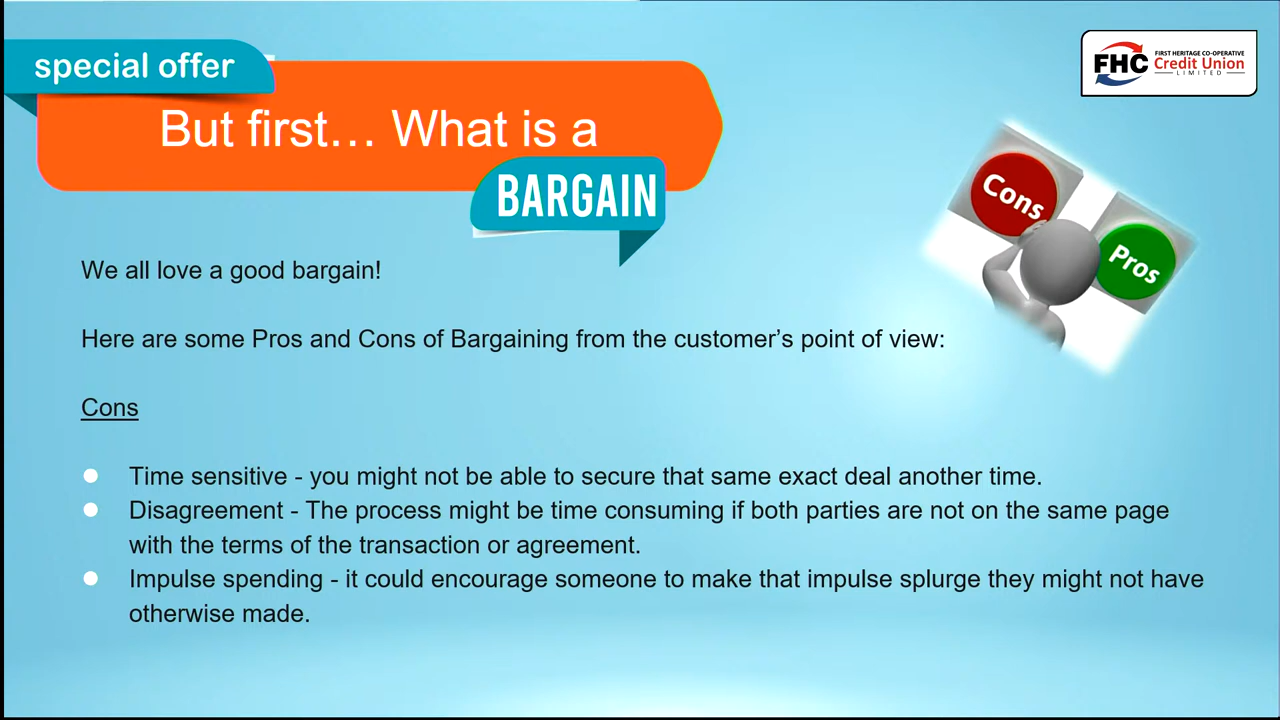 special offer
But first… What is a
BARGAIN
FHC
FIRST HERITAGE CO-OPERATIVE
Credit Union
LIMITED
Cons
Pros
We all love a good bargain!
Here are some Pros and Cons of Bargaining from the customer’s point of view:
Cons
Time sensitive - you might not be able to secure that same exact deal another time.
Disagreement - The process might be time consuming if both parties are not on the same page
with the terms of the transaction or agreement.
Impulse spending - it could encourage someone to make that impulse splurge they might not have
otherwise made.